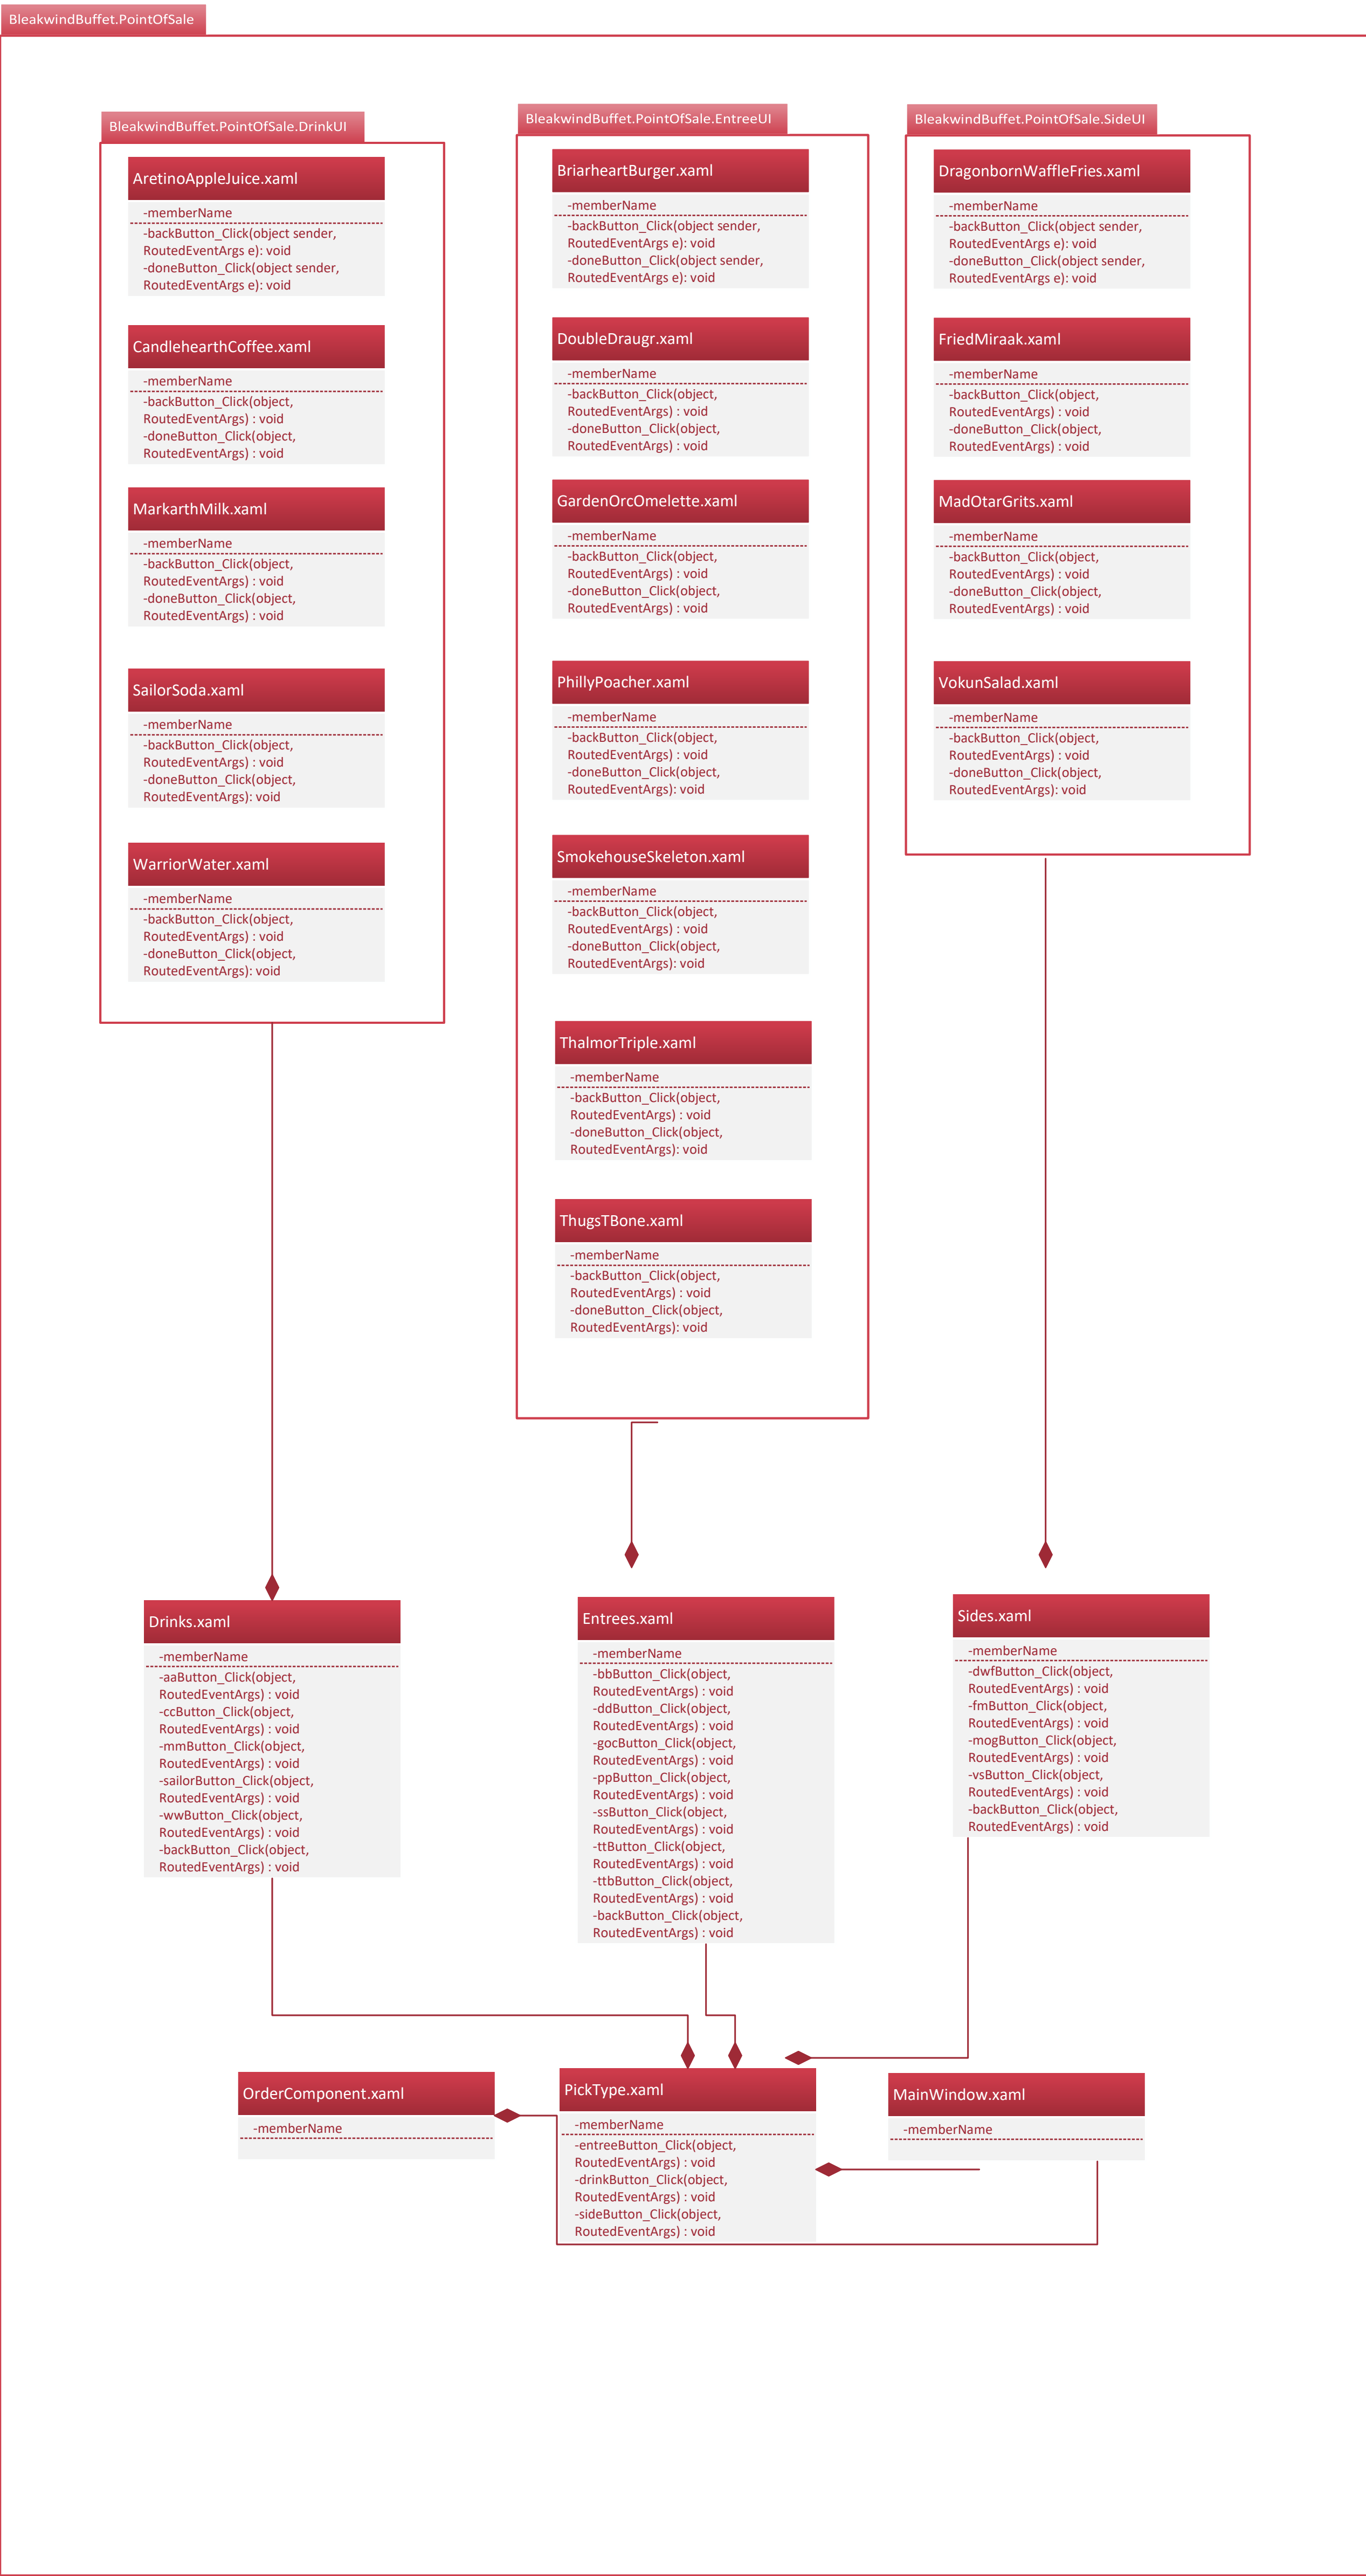 BleakwindBuffet.PointOfSale
BleakwindBuffet.PointOfSale.DrinkUI
AretinoAppleJuice.xaml
-memberName
-backButton_Click(object sender,
RoutedEventArgs e): void
-doneButton_Click(object sender,
RoutedEventArgs e): void
CandlehearthCoffee.xaml
-memberName
-backButton_Click(object,
RoutedEventArgs) : void
-doneButton_Click(object,
RoutedEventArgs) : void
MarkarthMilk.xaml
-memberName
-backButton_Click(object,
RoutedEventArgs) : void
-doneButton_Click(object,
RoutedEventArgs) : void
SailorSoda.xaml
-memberName
-backButton_Click(object,
RoutedEventArgs) : void
-doneButton_Click(object,
RoutedEventArgs): void
WarriorWater.xaml
-memberName
-backButton_Click(object,
RoutedEventArgs) : void
-doneButton_Click(object,
RoutedEventArgs): void
BleakwindBuffet.PointOfSale.EntreeUI
BriarheartBurger.xaml
-memberName
-backButton_Click(object sender,
RoutedEventArgs e): void
-doneButton_Click(object sender,
RoutedEventArgs e): void
DoubleDraugr.xaml
-memberName
-backButton_Click(object,
RoutedEventArgs) : void
-doneButton_Click(object,
RoutedEventArgs) : void
GardenOrcOmelette.xaml
-memberName
-backButton_Click(object,
RoutedEventArgs) : void
-doneButton_Click(object,
RoutedEventArgs) : void
PhillyPoacher.xaml
-memberName
-backButton_Click(object,
RoutedEventArgs) : void
-doneButton_Click(object,
RoutedEventArgs): void
SmokehouseSkeleton.xaml
-memberName
-backButton_Click(object,
RoutedEventArgs) : void
-doneButton_Click(object,
RoutedEventArgs): void
ThalmorTriple.xaml
-memberName
-backButton_Click(object,
RoutedEventArgs) : void
-doneButton_Click(object,
RoutedEventArgs): void
ThugsTBone.xaml
-memberName
-backButton_Click(object,
RoutedEventArgs) : void
-doneButton_Click(object,
RoutedEventArgs): void
BleakwindBuffet.PointOfSale.SideUI
DragonbornWaffleFries.xaml
-memberName
-backButton_Click(object sender,
RoutedEventArgs e): void
-doneButton_Click(object sender,
RoutedEventArgs e): void
FriedMiraak.xaml
-memberName
-backButton_Click(object,
RoutedEventArgs) : void
-doneButton_Click(object,
RoutedEventArgs) : void
MadOtarGrits.xaml
-memberName
-backButton_Click(object,
RoutedEventArgs) : void
-doneButton_Click(object,
RoutedEventArgs) : void
VokunSalad.xaml
-memberName
-backButton_Click(object,
RoutedEventArgs) : void
-doneButton_Click(object,
RoutedEventArgs): void
Drinks.xaml
-memberName
-aaButton_Click(object,
RoutedEventArgs) : void
-ccButton_Click(object,
RoutedEventArgs) : void
-mmButton_Click(object,
RoutedEventArgs) : void
-sailorButton_Click(object,
RoutedEventArgs) : void
-wwButton_Click(object,
RoutedEventArgs) : void
-backButton_Click(object,
RoutedEventArgs) : void
Entrees.xaml
-memberName
-bbButton_Click(object,
RoutedEventArgs) : void
-ddButton_Click(object,
RoutedEventArgs) : void
-gocButton_Click(object,
RoutedEventArgs) : void
-ppButton_Click(object,
RoutedEventArgs) : void
-ssButton_Click(object,
RoutedEventArgs) : void
-ttButton_Click(object,
RoutedEventArgs) : void
-ttbButton_Click(object,
RoutedEventArgs) : void
-backButton_Click(object,
RoutedEventArgs) : void
Sides.xaml
-memberName
-dwfButton_Click(object,
RoutedEventArgs) : void
-fmButton_Click(object,
RoutedEventArgs) : void
-mogButton_Click(object,
RoutedEventArgs) : void
-vsButton_Click(object,
RoutedEventArgs) : void
-backButton_Click(object,
RoutedEventArgs) : void
OrderComponent.xaml
-memberName
PickType.xaml
-memberName
-entreeButton_Click(object,
RoutedEventArgs) : void
-drinkButton_Click(object,
RoutedEventArgs) : void
-sideButton_Click(object,
RoutedEventArgs) : void
MainWindow.xaml
-memberName